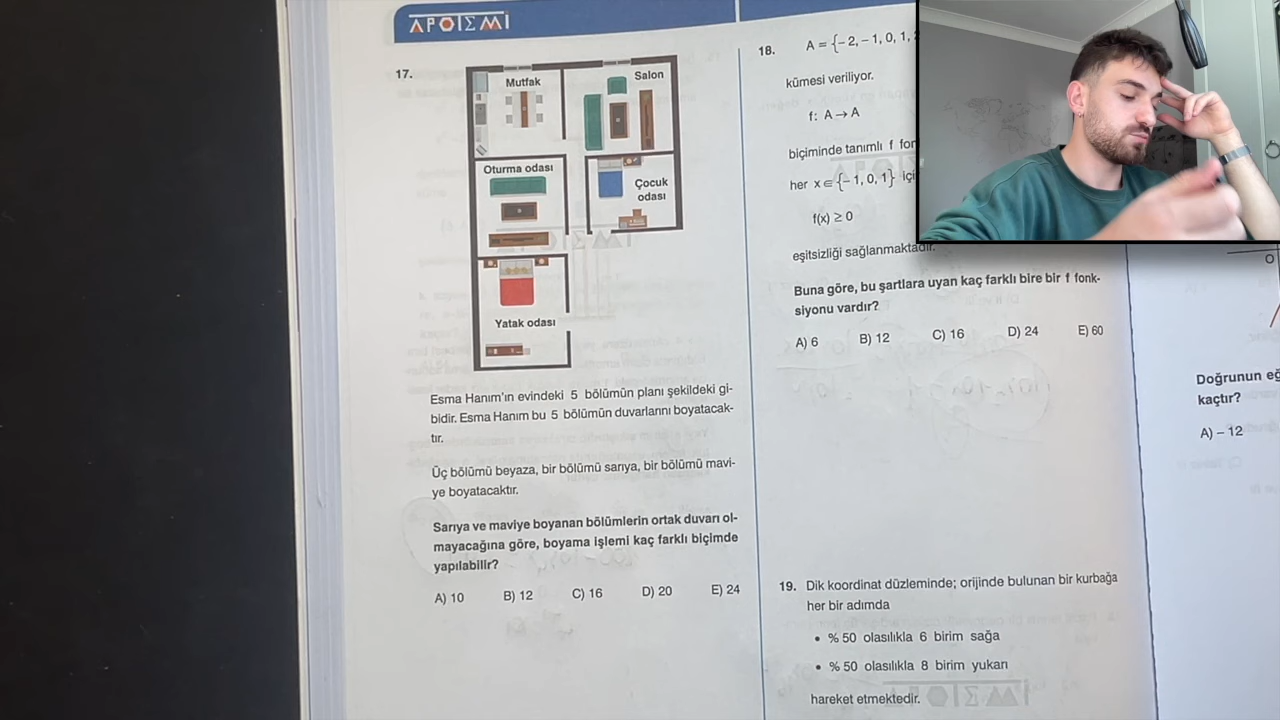 APOTEMİ
17.
Mutfak
Salon
Oturma odası
Çocuk
odası
Yatak odası
Esma Hanım'ın evindeki 5 bölümün planı şekildeki gi-
bidir. Esma Hanım bu 5 bölümün duvarlarını boyatacak-
tır.
Üç bölümü beyaza, bir bölümü sarıya, bir bölümü mavi-
ye boyatacaktır.
Sarıya ve maviye boyanan bölümlerin ortak duvarı ol-
mayacağına göre, boyama işlemi kaç farklı biçimde
yapılabilir?
A) 10 B) 12 C) 16 D) 20 E) 24
18. A = {– 2, – 1, 0, 1,
kümesi veriliyor.
f: A → A
biçiminde tanımlı f
her x ∈ {– 1, 0, 1}
f(x) ≥ 0
eşitsizliği sağlanmaktadır.
Buna göre, bu şartlara uyan kaç farklı bire bir f fonk-
siyonu vardır?
A) 6 B) 12 C) 16 D) 24 E) 60
19. Dik koordinat düzleminde; orijinde bulunan bir kurbağa
her bir adımda
• % 50 olasılıkla 6 birim sağa
• % 50 olasılıkla 8 birim yukarı
hareket etmektedir.
O
Doğrunun
kaçtır?
A) – 12